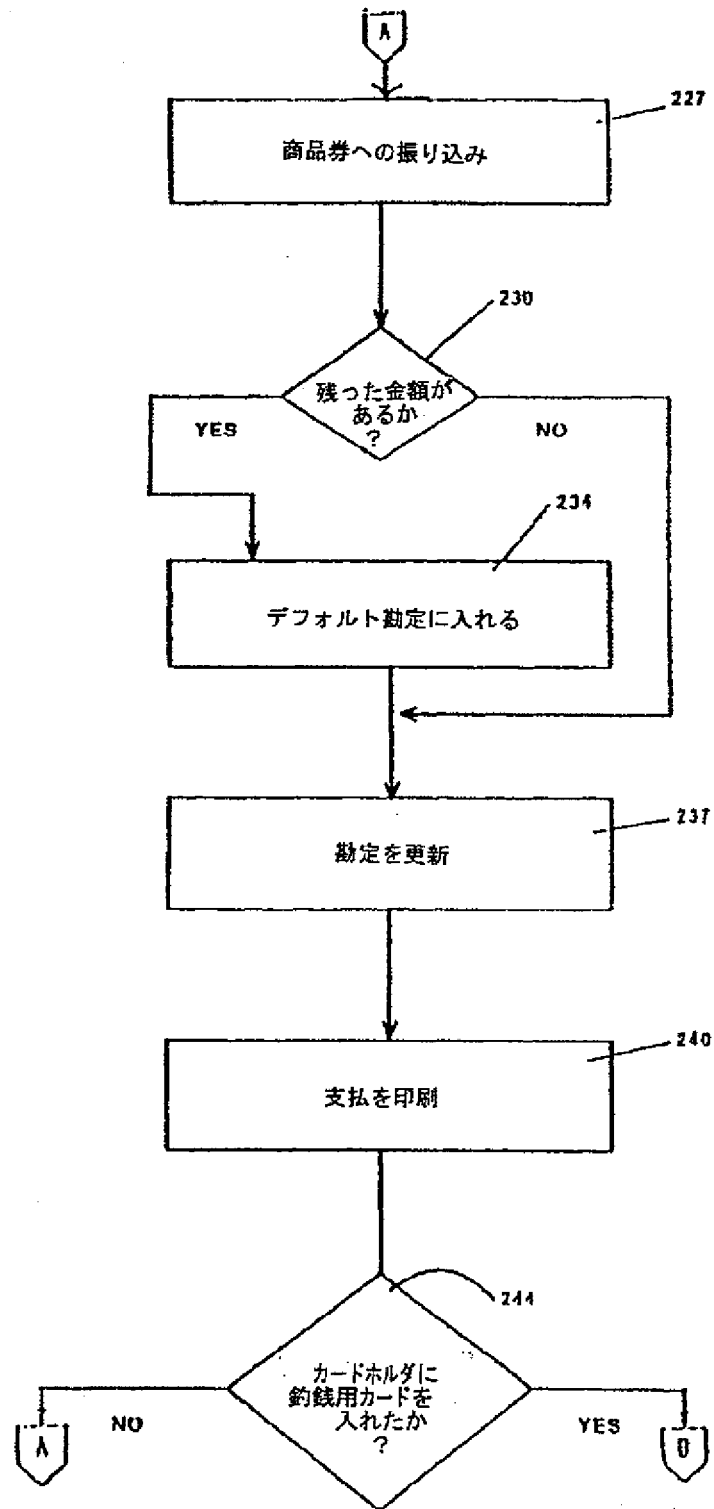 A
227
商品券への振り込み
230
残った金額が
あるか
?
YES
NO
234
デフォルト勘定に入れる
237
勘定を更新
240
支払を印刷
244
カードホルダに
釣銭用カードを
入れたか
?
NO
YES
A